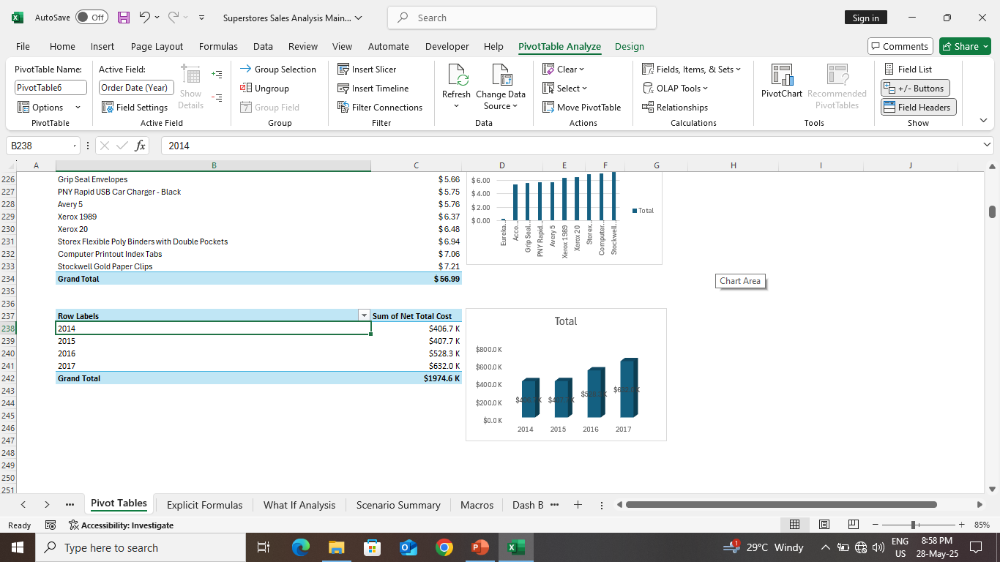 AutoSave Off Superstores Sales Analysis Main... Search Sign in
File Home Insert Page Layout Formulas Data Review View Automate Developer Help PivotTable Analyze Design Comments Share
PivotTable Name: Active Field: Group Selection Insert Slicer Clear Fields, Items, & Sets Field List
PivotTable6 Order Date (Year) Ungroup Insert Timeline Refresh Change Data Source Select OLAP Tools PivotChart Recommended PivotTables +/- Buttons
Options Field Settings Show Details Group Field Filter Connections Move PivotTable Relationships Field Headers
PivotTable Active Field Group Filter Data Actions Calculations Tools Show
B238 fx 2014
A B C D E F G H I J
226 Grip Seal Envelopes $ 5.66
227 PNY Rapid USB Car Charger - Black $ 5.75
228 Avery 5 $ 5.76
229 Xerox 1989 $ 6.37
230 Xerox 20 $ 6.48
231 Storex Flexible Poly Binders with Double Pockets $ 6.94
232 Computer Printout Index Tabs $ 7.06
233 Stockwell Gold Paper Clips $ 7.21
234 Grand Total $ 56.99
235
236
237 Row Labels Sum of Net Total Cost
238 2014 $406.7 K
239 2015 $407.7 K
240 2016 $528.3 K
241 2017 $632.0 K
242 Grand Total $1974.6 K
243
244
245
246
247
248
249
250
251
$ 6.00
$ 4.00
$ 2.00
$ 0.00
Eureka...
Acco...
Grip Seal...
PNY Rapid...
Avery 5
Xerox 1989
Xerox 20
Storex...
Computer...
Stockwell...
Total
Chart Area
Total
$800.0 K
$600.0 K
$400.0 K
$200.0 K
$0.0 K
2014 2015 2016 2017
Pivot Tables Explicit Formulas What If Analysis Scenario Summary Macros Dash B ...
Ready Accessibility: Investigate 85%
Type here to search 1 29°C Windy ENG US 8:58 PM 28-May-25